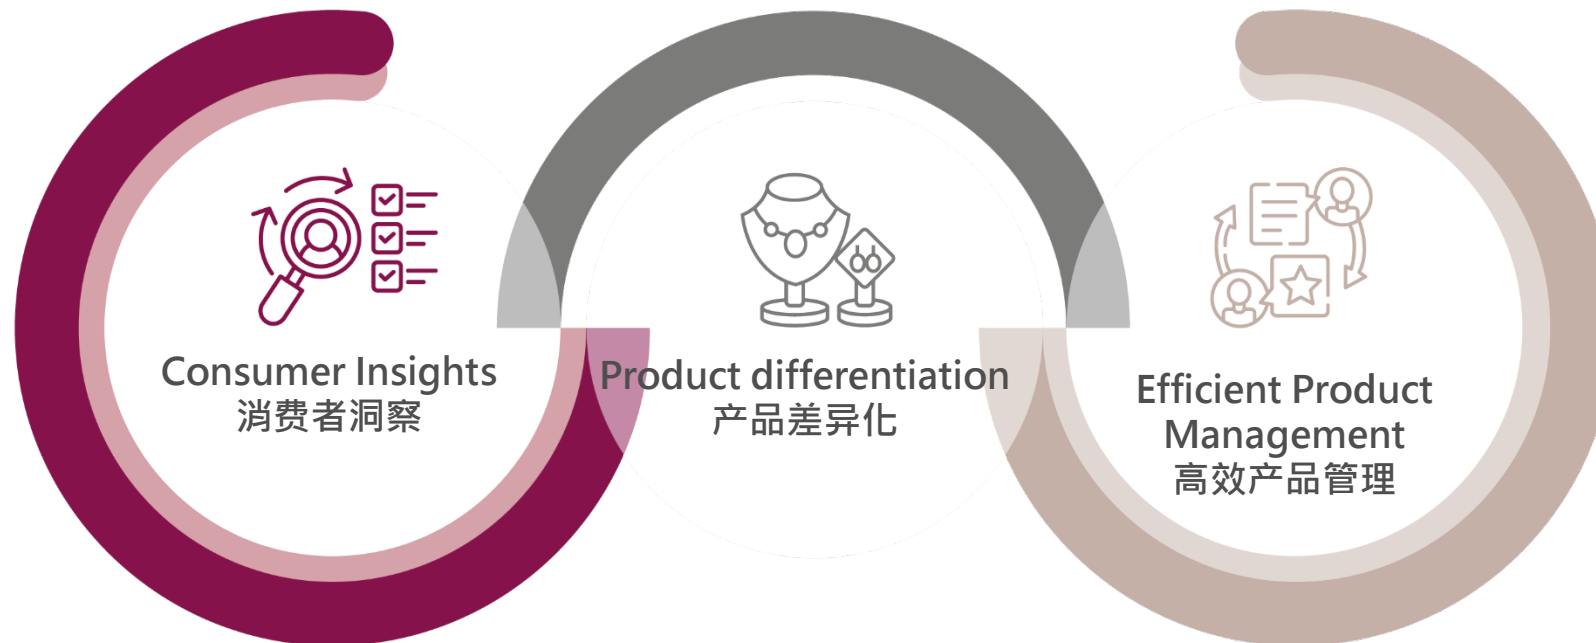 Consumer Insights
消费者洞察
Product differentiation
产品差异化
Efficient Product
Management
高效产品管理